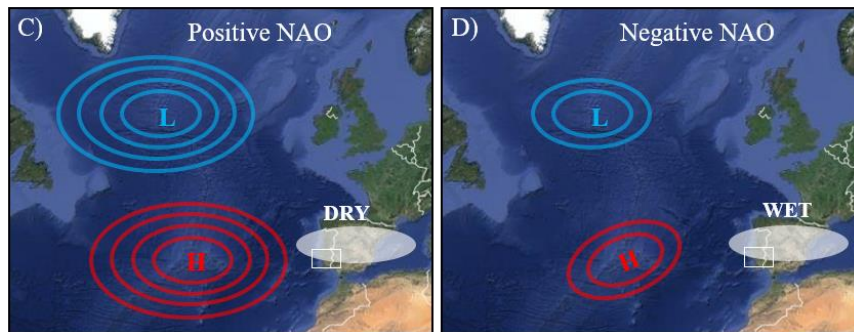 C)
Positive NAO
L
H
DRY
D)
Negative NAO
L
H
WET